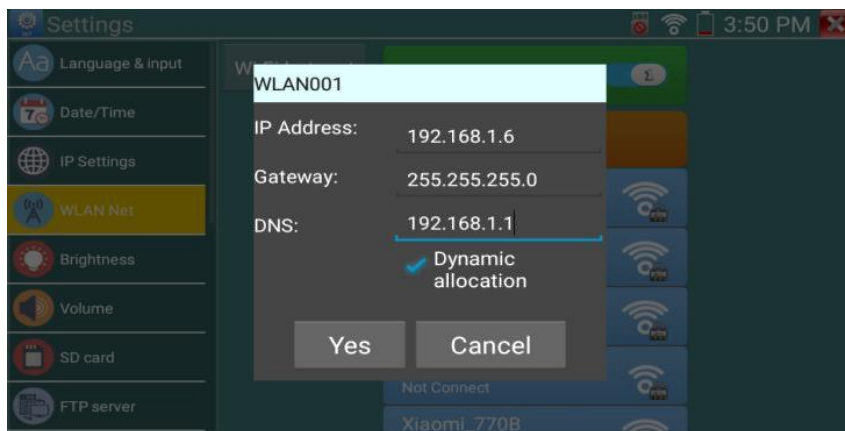 Settings
3:50 PM
Aa Language & input
Date/Time
IP Settings
WLAN Net
Brightness
Volume
SD card
FTP server
WLAN001
IP Address: 192.168.1.6
Gateway: 255.255.255.0
DNS: 192.168.1.1
Dynamic
allocation
Yes Cancel
Not Connect
Xiaomi_770B